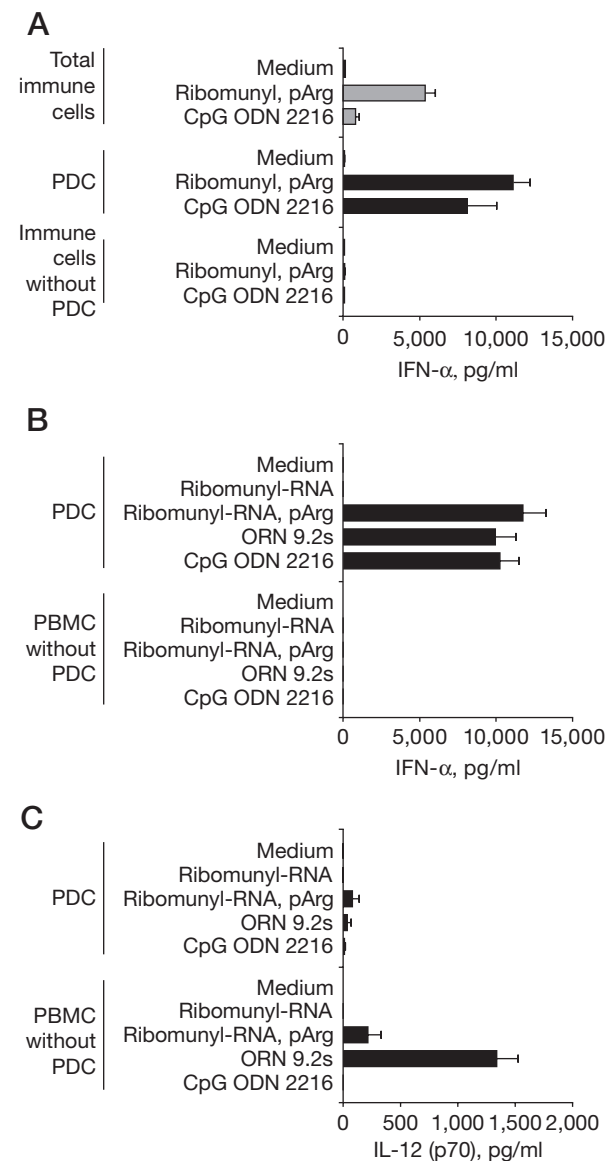 A
Total
immune
cells
Medium
Ribomunyl, pArg
CpG ODN 2216
PDC
Medium
Ribomunyl, pArg
CpG ODN 2216
Immune
cells
without
PDC
Medium
Ribomunyl, pArg
CpG ODN 2216
0 5,000 10,000 15,000
IFN-α, pg/ml
B
PDC
Medium
Ribomunyl-RNA
Ribomunyl-RNA, pArg
ORN 9.2s
CpG ODN 2216
PBMC
without
PDC
Medium
Ribomunyl-RNA
Ribomunyl-RNA, pArg
ORN 9.2s
CpG ODN 2216
0 5,000 10,000 15,000
IFN-α, pg/ml
C
PDC
Medium
Ribomunyl-RNA
Ribomunyl-RNA, pArg
ORN 9.2s
CpG ODN 2216
PBMC
without
PDC
Medium
Ribomunyl-RNA
Ribomunyl-RNA, pArg
ORN 9.2s
CpG ODN 2216
0 500 1,000 1,500 2,000
IL-12 (p70), pg/ml